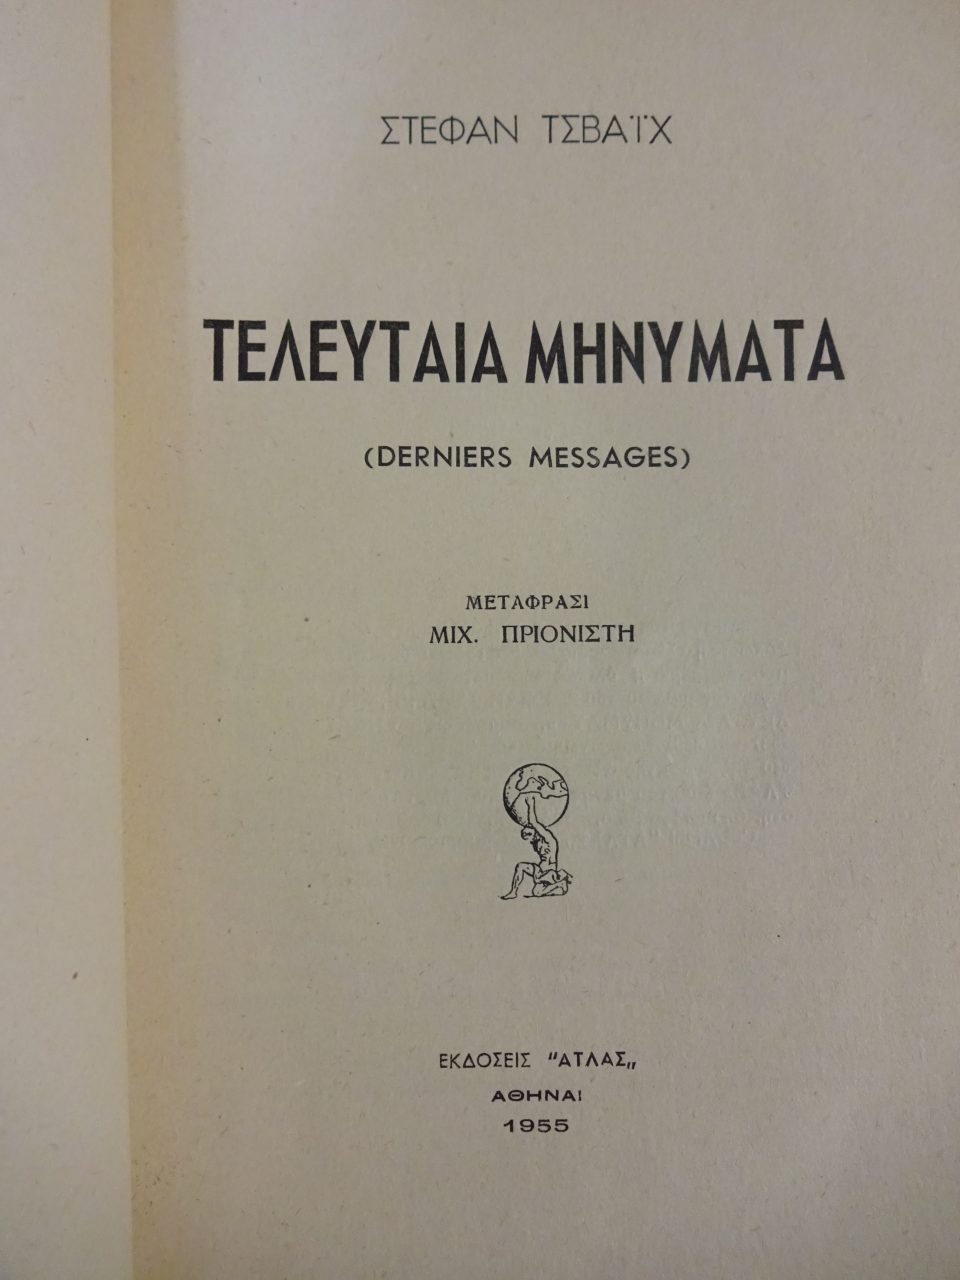 ΣΤΕΦΑΝ ΤΣΒΑΪΧ
ΤΕΛΕΥΤΑΙΑ ΜΗΝΥΜΑΤΑ
(DERNIERS MESSAGES)
ΜΕΤΑΦΡΑΣΙ
ΜΙΧ. ΠΡΙΟΝΙΣΤΗ
ΕΚΔΟΣΕΙΣ "ΑΤΛΑΣ„
ΑΘΗΝΑΙ
1955